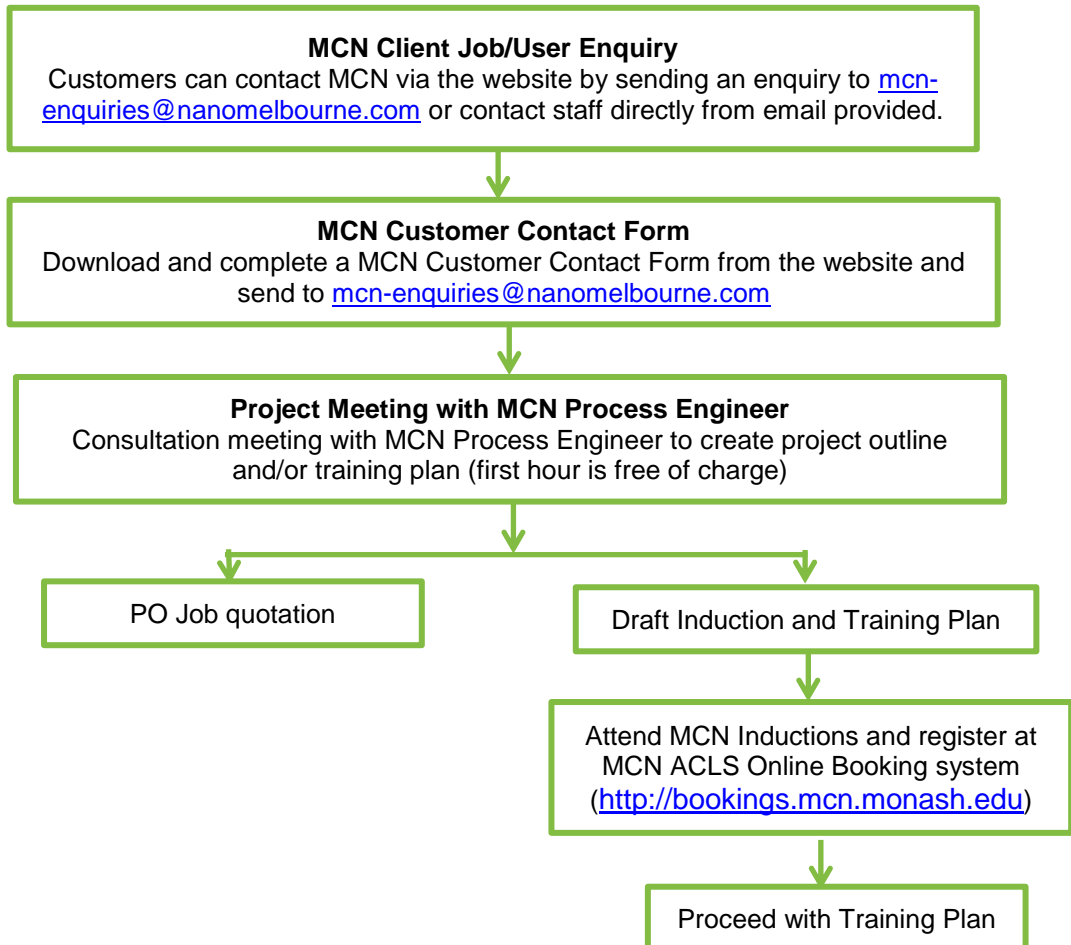 MCN Client Job/User Enquiry
Customers can contact MCN via the website by sending an enquiry to mcn-
enquiries@nanomelbourne.com or contact staff directly from email provided.
MCN Customer Contact Form
Download and complete a MCN Customer Contact Form from the website and
send to mcn-enquiries@nanomelbourne.com
Project Meeting with MCN Process Engineer
Consultation meeting with MCN Process Engineer to create project outline
and/or training plan (first hour is free of charge)
PO Job quotation
Draft Induction and Training Plan
Attend MCN Inductions and register at
MCN ACLS Online Booking system
(http://bookings.mcn.monash.edu)
Proceed with Training Plan